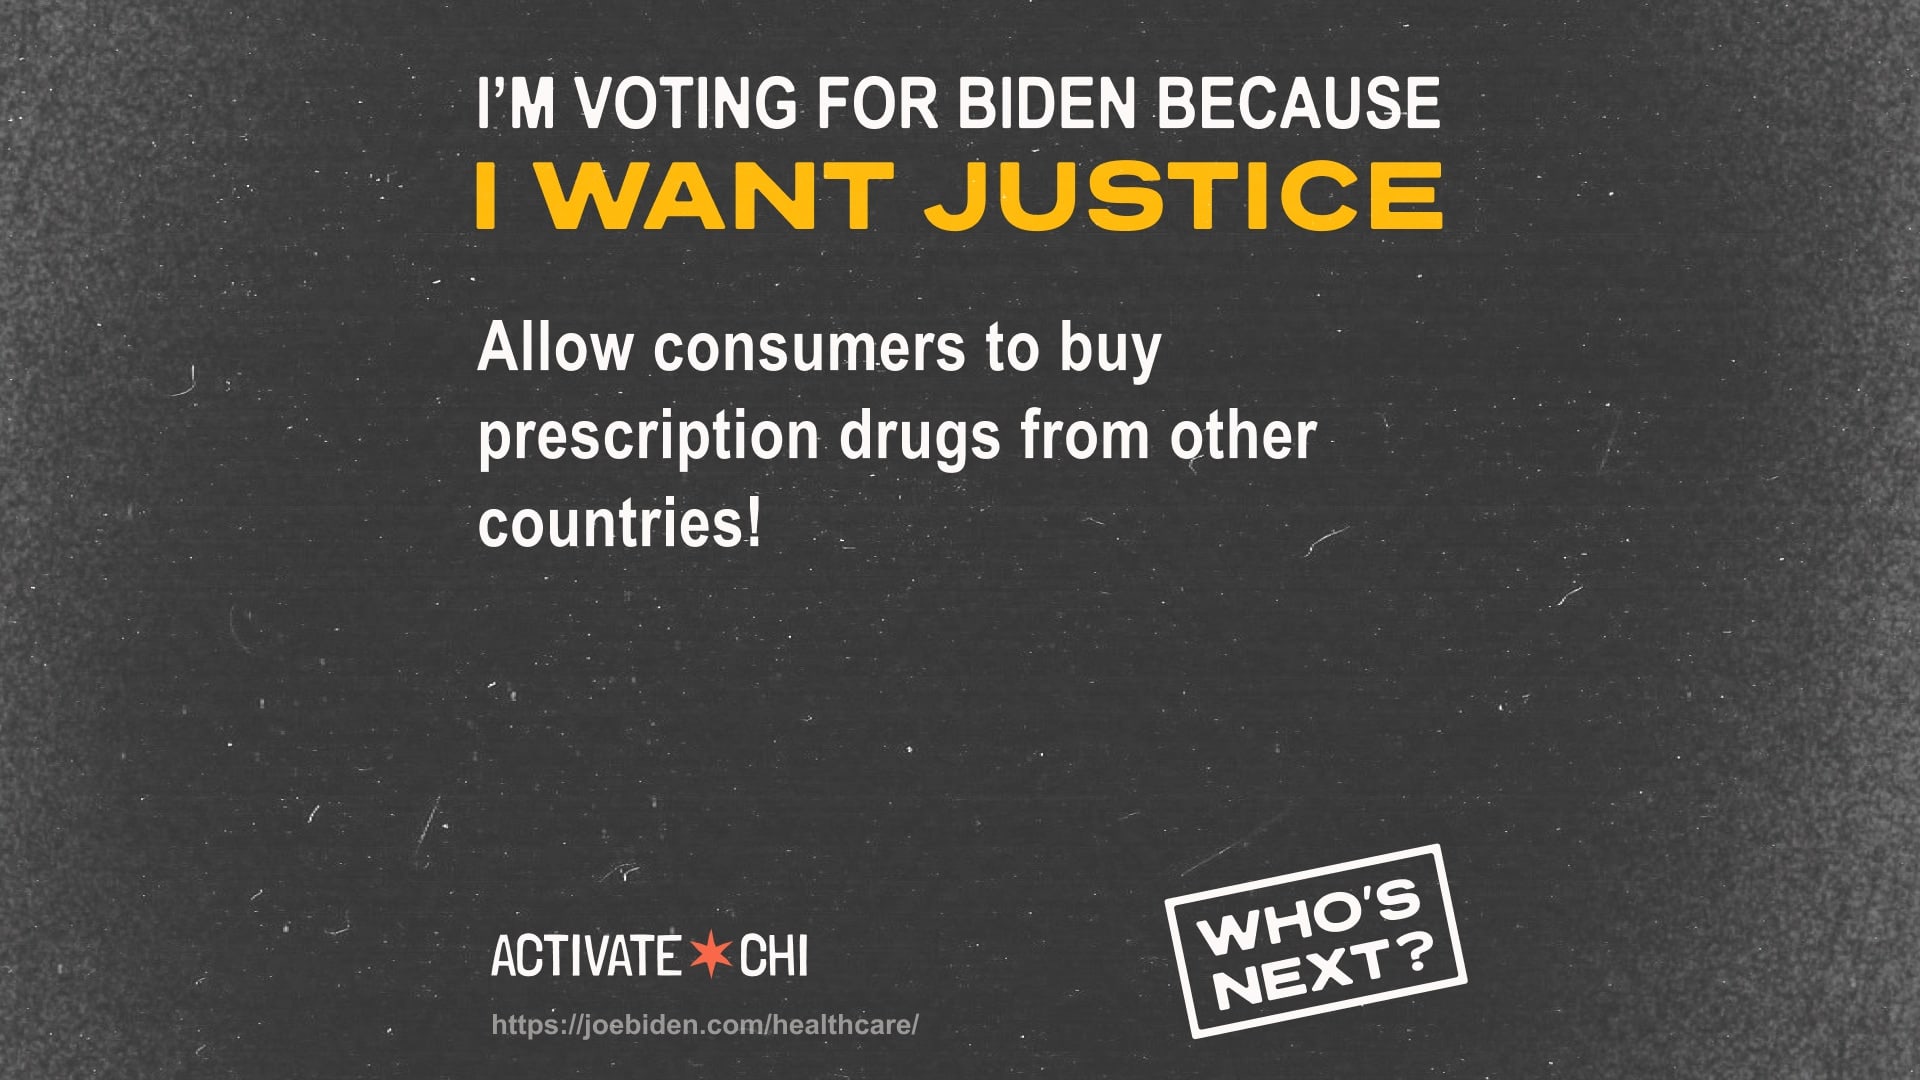 I’M VOTING FOR BIDEN BECAUSE
I WANT JUSTICE
Allow consumers to buy
prescription drugs from other
countries!
ACTIVATE CHI
https://joebiden.com/healthcare/
WHO'S
NEXT?